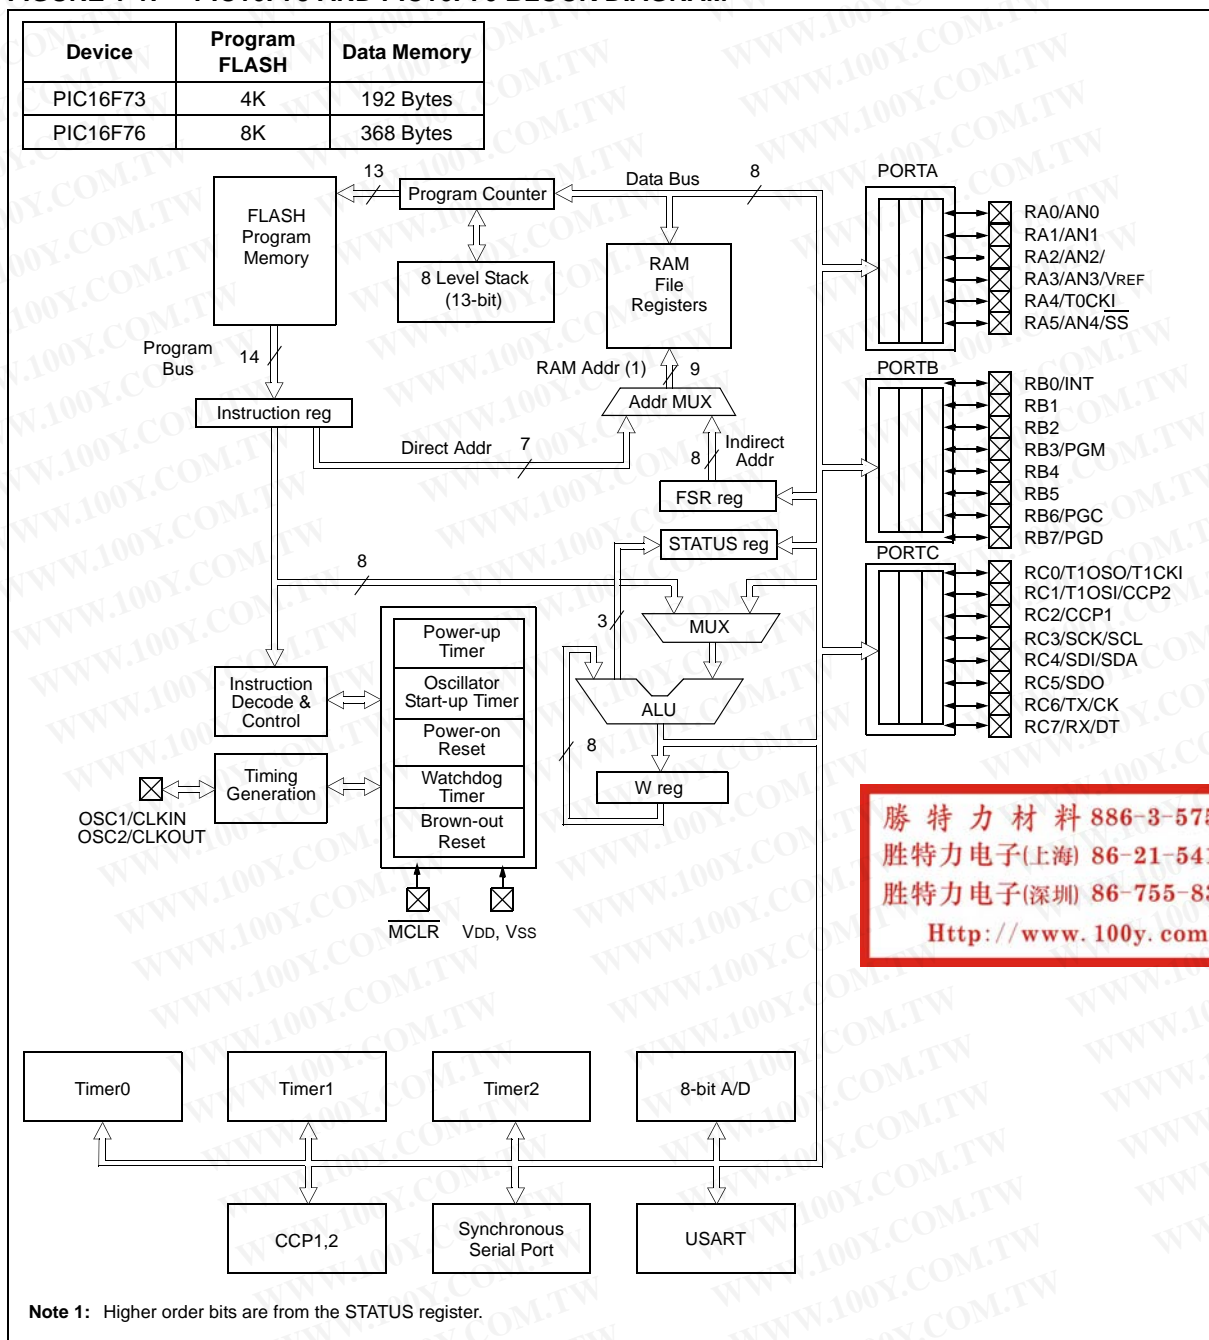 Device Program FLASH Data Memory
PIC16F73 4K 192 Bytes
PIC16F76 8K 368 Bytes
13
Program Counter
Data Bus
8
FLASH
Program
Memory
8 Level Stack
(13-bit)
RAM
File
Registers
Program
Bus
14
RAM Addr (1)
9
Addr MUX
Instruction reg
Direct Addr
7
8
Indirect
Addr
FSR reg
STATUS reg
8
3
MUX
Power-up
Timer
Oscillator
Start-up Timer
Power-on
Reset
Watchdog
Timer
Brown-out
Reset
Instruction
Decode &
Control
Timing
Generation
OSC1/CLKIN
OSC2/CLKOUT
ALU
8
W reg
MCLR
VDD, VSS
PORTA
RA0/AN0
RA1/AN1
RA2/AN2/
RA3/AN3/VREF
RA4/T0CKI
RA5/AN4/SS
PORTB
RB0/INT
RB1
RB2
RB3/PGM
RB4
RB5
RB6/PGC
RB7/PGD
PORTC
RC0/T1OSO/T1CKI
RC1/T1OSI/CCP2
RC2/CCP1
RC3/SCK/SCL
RC4/SDI/SDA
RC5/SDO
RC6/TX/CK
RC7/RX/DT
勝 特 力 材 料 886-3-575
胜特力电子(上海) 86-21-541
胜特力电子(深圳) 86-755-83
Http://www.100y.com
Timer0
Timer1
Timer2
8-bit A/D
CCP1,2
Synchronous
Serial Port
USART
Note 1: Higher order bits are from the STATUS register.
WWW.100Y.COM.TW